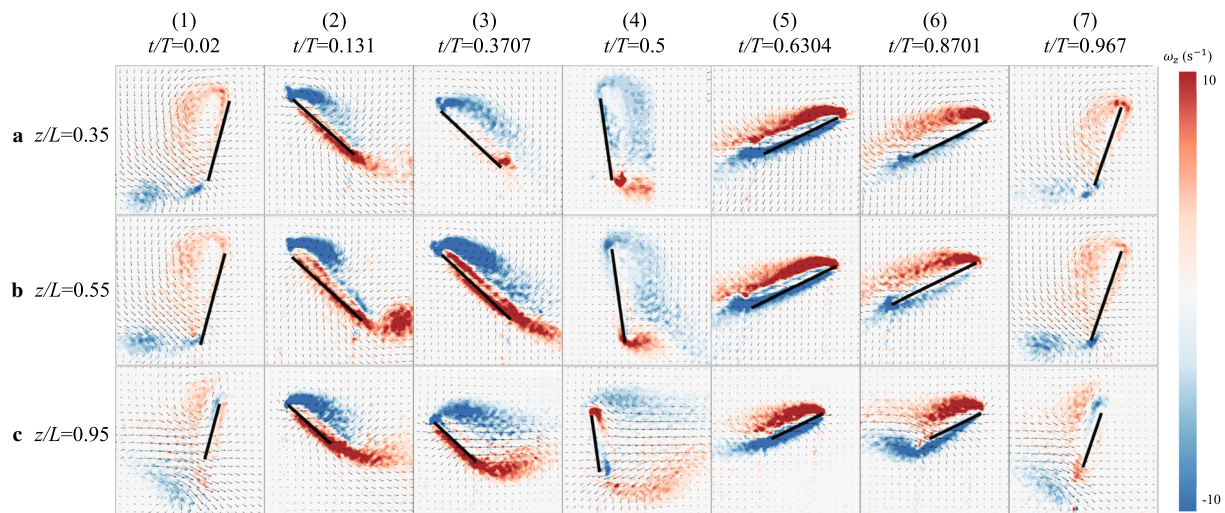 (1) (2) (3) (4) (5) (6) (7)
t/T=0.02 t/T=0.131 t/T=0.3707 t/T=0.5 t/T=0.6304 t/T=0.8701 t/T=0.967
ω_z (s⁻¹)
10
a z/L=0.35
b z/L=0.55
c z/L=0.95
-10